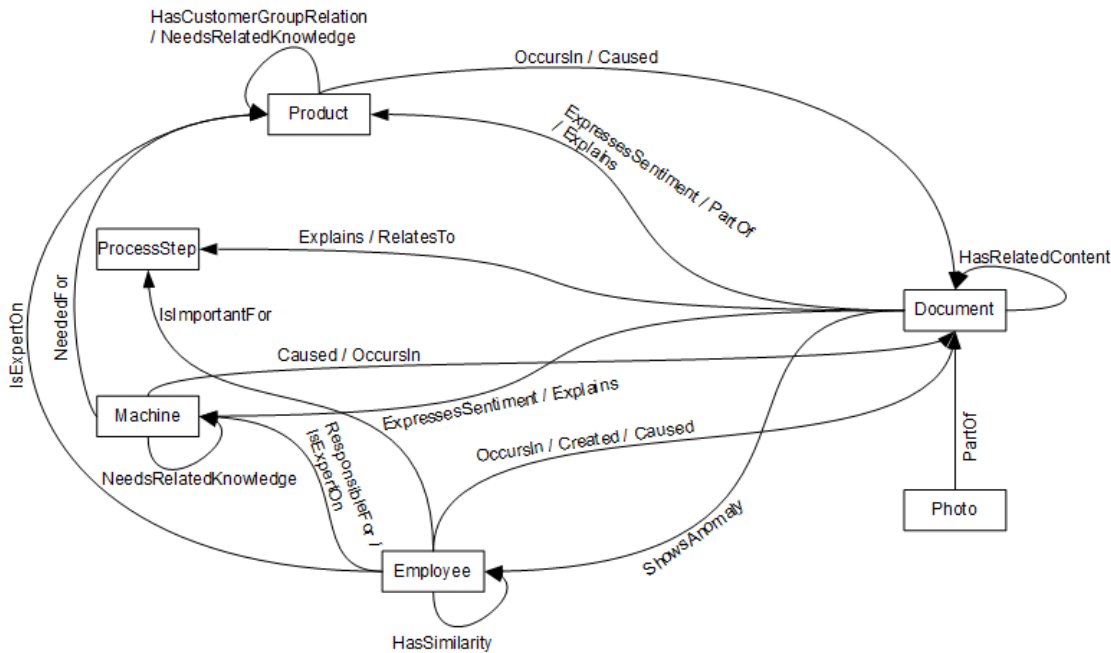 HasCustomerGroupRelation
/ NeedsRelatedKnowledge
OccursIn / Caused
Product
ExpressesSentiment / PartOf
/ Explains
ProcessStep
Explains / RelatesTo
HasRelatedContent
Document
IsExpertOn
NeededFor
IsImportantFor
Caused / OccursIn
Machine
ExpressesSentiment / Explains
NeedsRelatedKnowledge
ResponsibleFor /
IsExpertOn
OccursIn / Created / Caused
PartOf
Photo
ShowsAnomaly
Employee
HasSimilarity